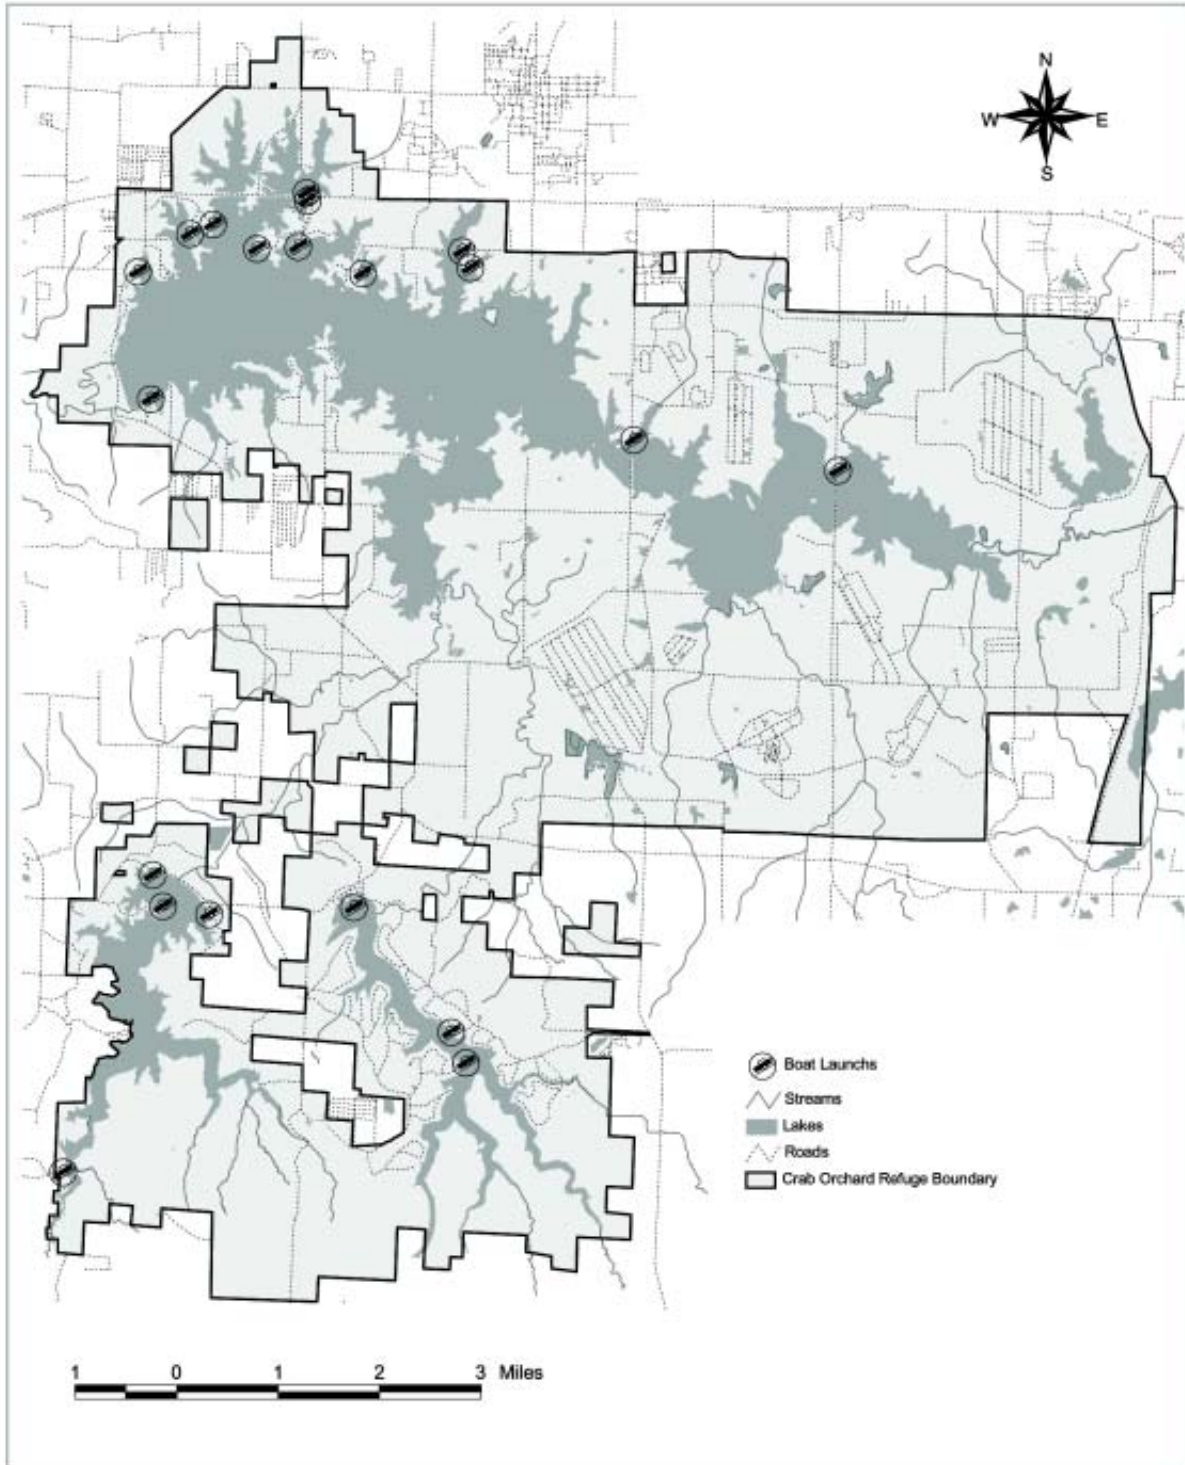 N
W E
S
Boat Launchs
Streams
Lakes
Roads
Crab Orchard Refuge Boundary
1 0 1 2 3 Miles